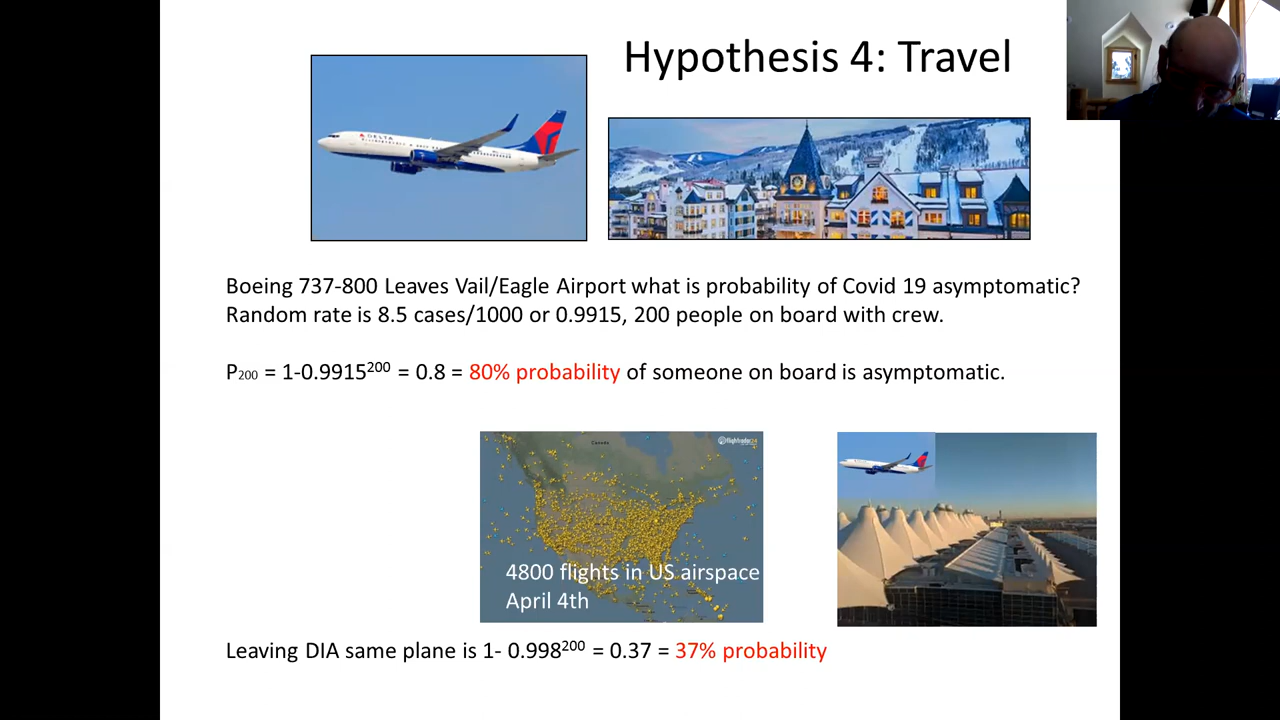 Hypothesis 4: Travel
DELTA
Boeing 737-800 Leaves Vail/Eagle Airport what is probability of Covid 19 asymptomatic?
Random rate is 8.5 cases/1000 or 0.9915, 200 people on board with crew.
P₂₀₀ = 1-0.9915²⁰⁰ = 0.8 = 80% probability of someone on board is asymptomatic.
Canada
flightradar24
4800 flights in US airspace
April 4th
Leaving DIA same plane is 1- 0.998²⁰⁰ = 0.37 = 37% probability